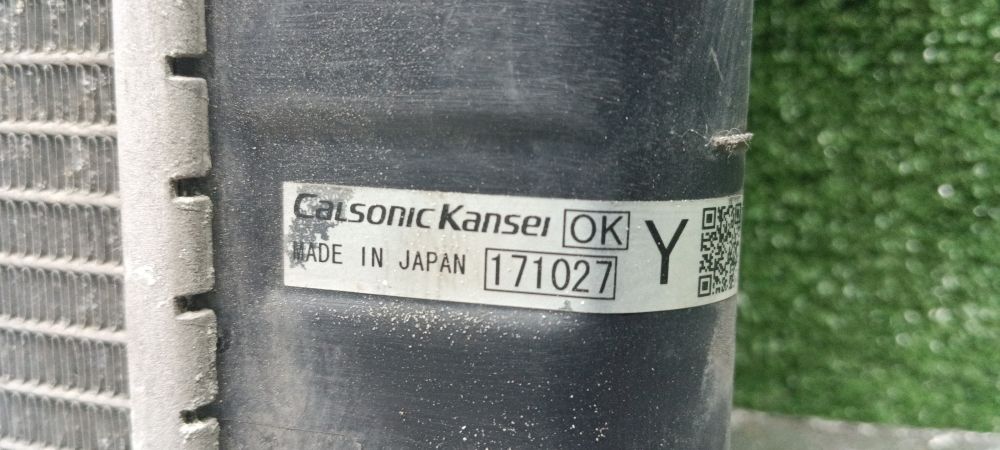 CalsonicKansei OK Y
MADE IN JAPAN 171027